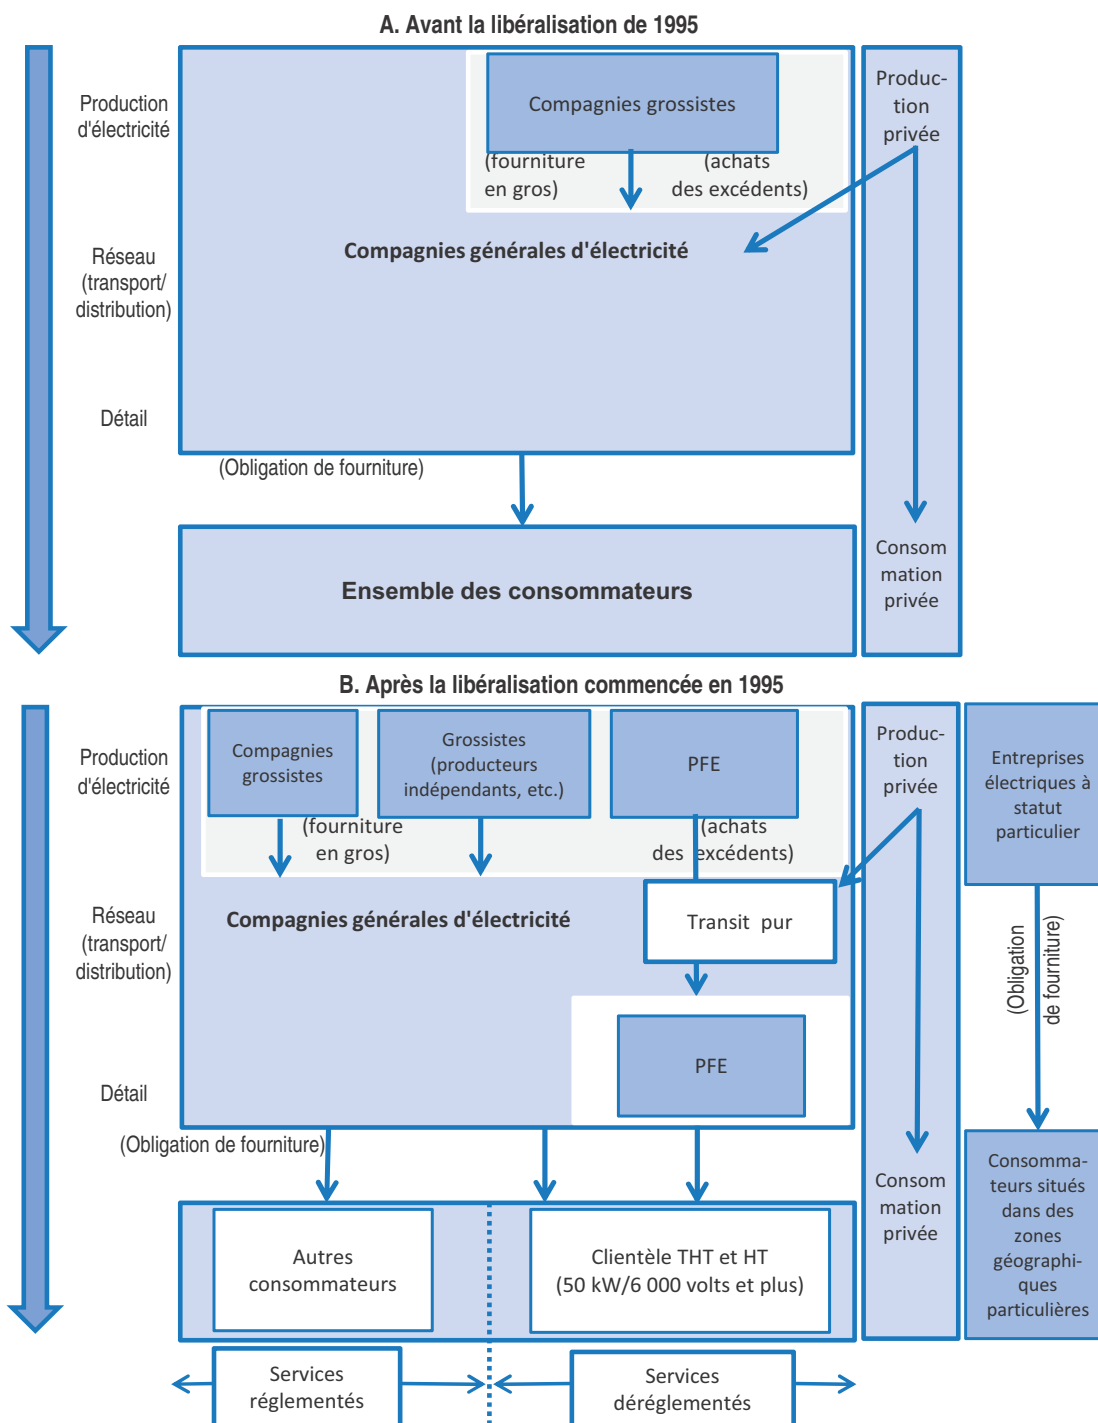 A. Avant la libéralisation de 1995
Production
d'électricité
Compagnies grossistes
(fourniture
en gros)
(achats
des excédents)
Produc-
tion
privée
Réseau
(transport/
distribution)
Compagnies générales d'électricité
Détail
(Obligation de fourniture)
Ensemble des consommateurs
Consom
mation
privée
B. Après la libéralisation commencée en 1995
Production
d'électricité
Compagnies
grossistes
Grossistes
(producteurs
indépendants, etc.)
PFE
(fourniture
en gros)
(achats
des excédents)
Produc-
tion
privée
Entreprises
électriques à
statut
particulier
Réseau
(transport/
distribution)
Compagnies générales d'électricité
Transit pur
(Obligation
de fourniture)
PFE
Détail
(Obligation de fourniture)
Autres
consommateurs
Clientèle THT et HT
(50 kW/6 000 volts et plus)
Consom
mation
privée
Consomma-
teurs situés
dans des
zones
géographi-
ques
particulières
Services
réglementés
Services
déréglementés